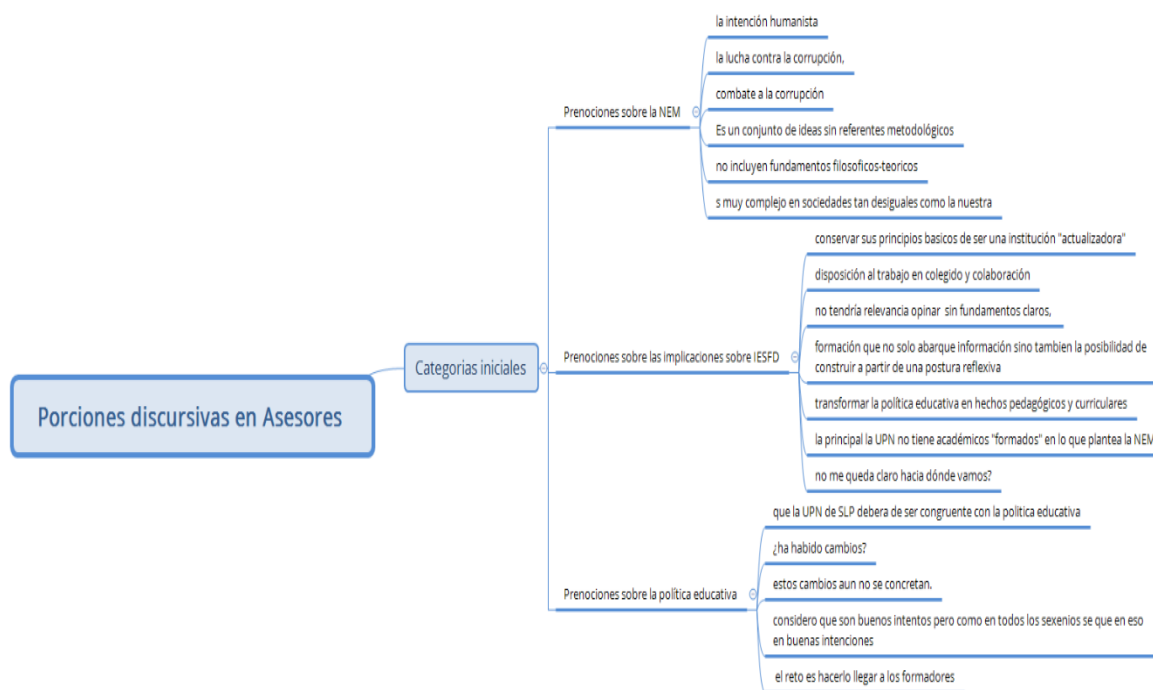 Porciones discursivas en Asesores
Categorias iniciales
Prenociones sobre la NEM
la intención humanista
la lucha contra la corrupción,
combate a la corrupción
Es un conjunto de ideas sin referentes metodológicos
no incluyen fundamentos filosoficos-teoricos
s muy complejo en sociedades tan desiguales como la nuestra
Prenociones sobre las implicaciones sobre IESFD
conservar sus principios basicos de ser una institución "actualizadora"
disposición al trabajo en colegido y colaboración
no tendría relevancia opinar sin fundamentos claros,
formación que no solo abarque información sino tambien la posibilidad de
construir a partir de una postura reflexiva
transformar la política educativa en hechos pedagógicos y curriculares
la principal la UPN no tiene académicos "formados" en lo que plantea la NEM
no me queda claro hacia dónde vamos?
Prenociones sobre la política educativa
que la UPN de SLP debera de ser congruente con la politica educativa
¿ha habido cambios?
estos cambios aun no se concretan.
considero que son buenos intentos pero como en todos los sexenios se que en eso
en buenas intenciones
el reto es hacerlo llegar a los formadores